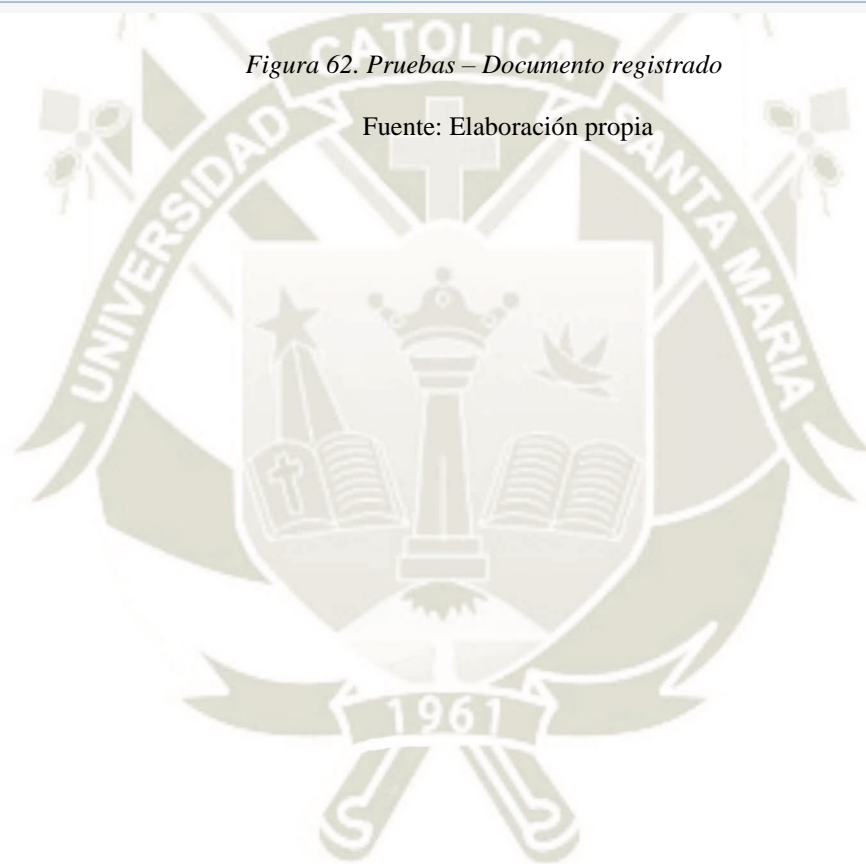 Figura 62. Pruebas – Documento registrado
Fuente: Elaboración propia
UNIVERSIDAD CATOLICA SANTA MARIA
1961